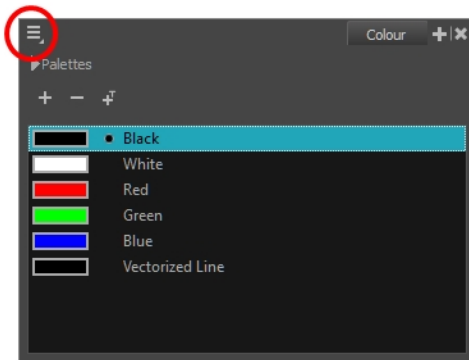 Colour
Palettes
Black
White
Red
Green
Blue
Vectorized Line